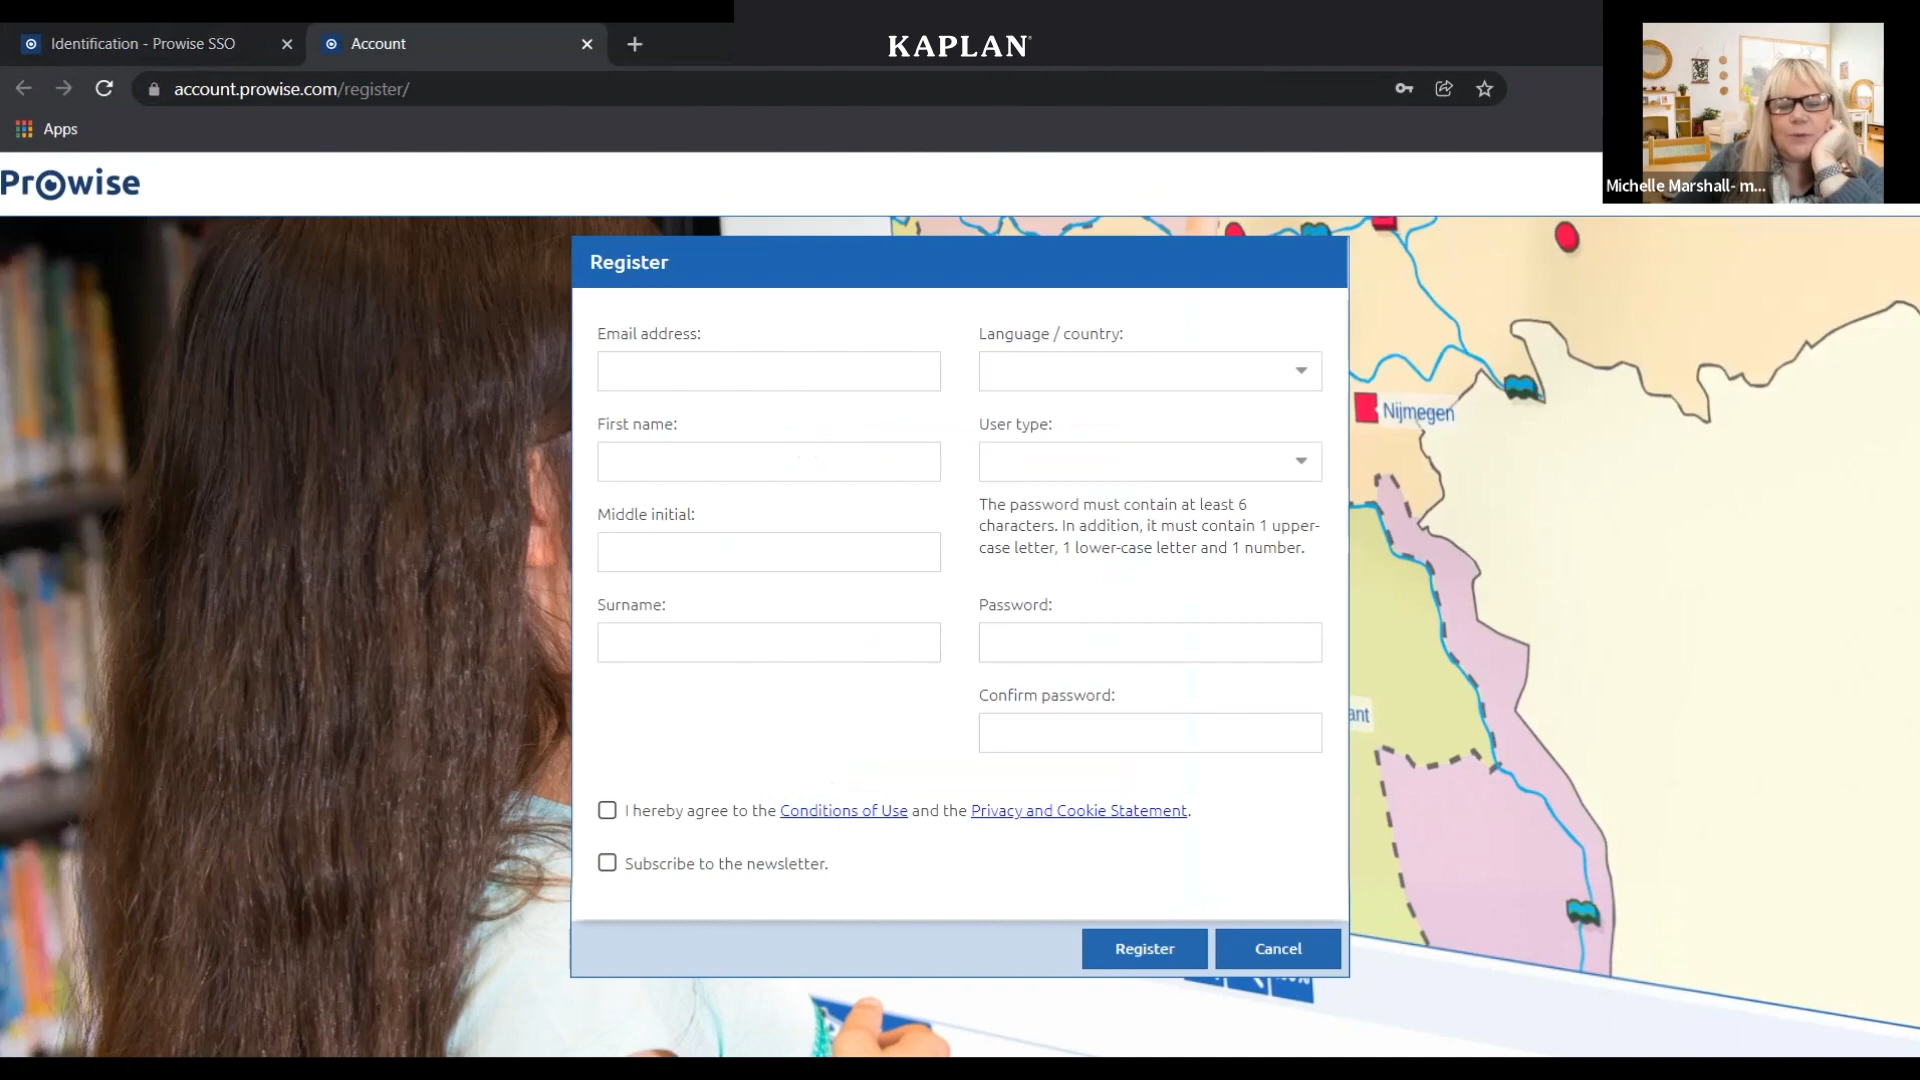 Identification - Prowise SSO
Account
KAPLAN
account.prowise.com/register/
Apps
Michelle Marshall- m...
Prowise
Register
Email address:
Language / country:
First name:
User type:
Middle initial:
The password must contain at least 6
characters. In addition, it must contain 1 upper-
case letter, 1 lower-case letter and 1 number.
Surname:
Password:
Confirm password:
I hereby agree to the Conditions of Use and the Privacy and Cookie Statement.
Subscribe to the newsletter.
Register
Cancel
Nijmegen
ant